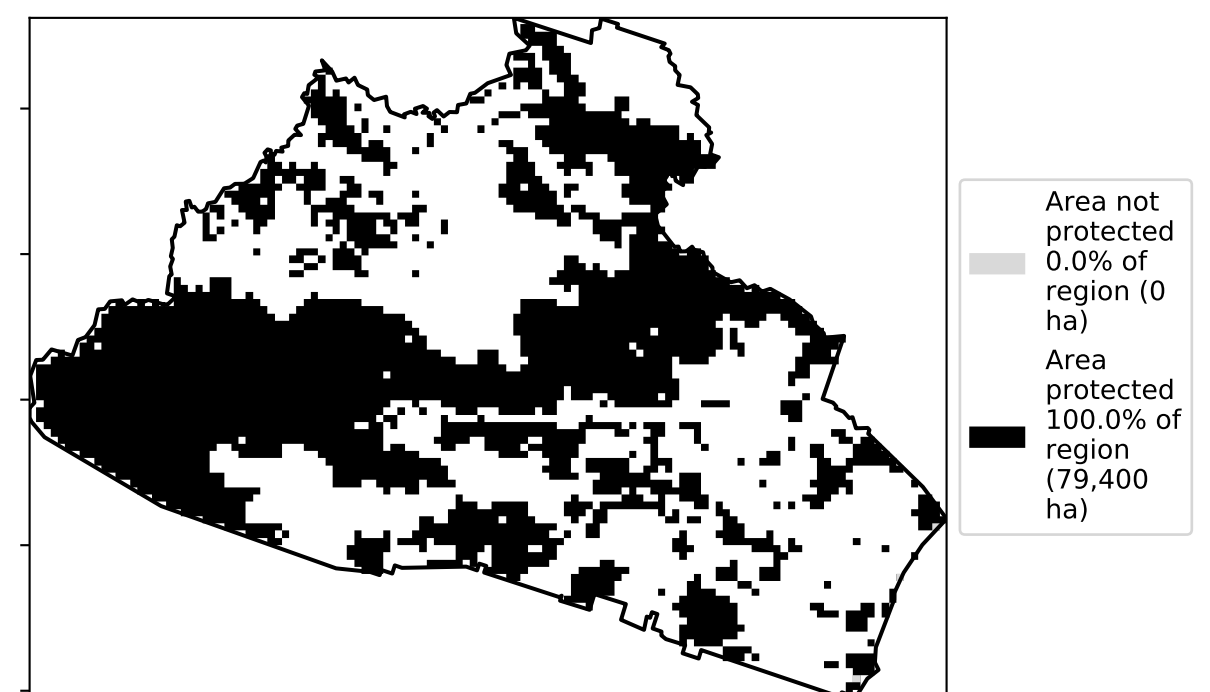 Area not
protected
0.0% of
region (0
ha)
Area
protected
100.0% of
region
(79,400
ha)